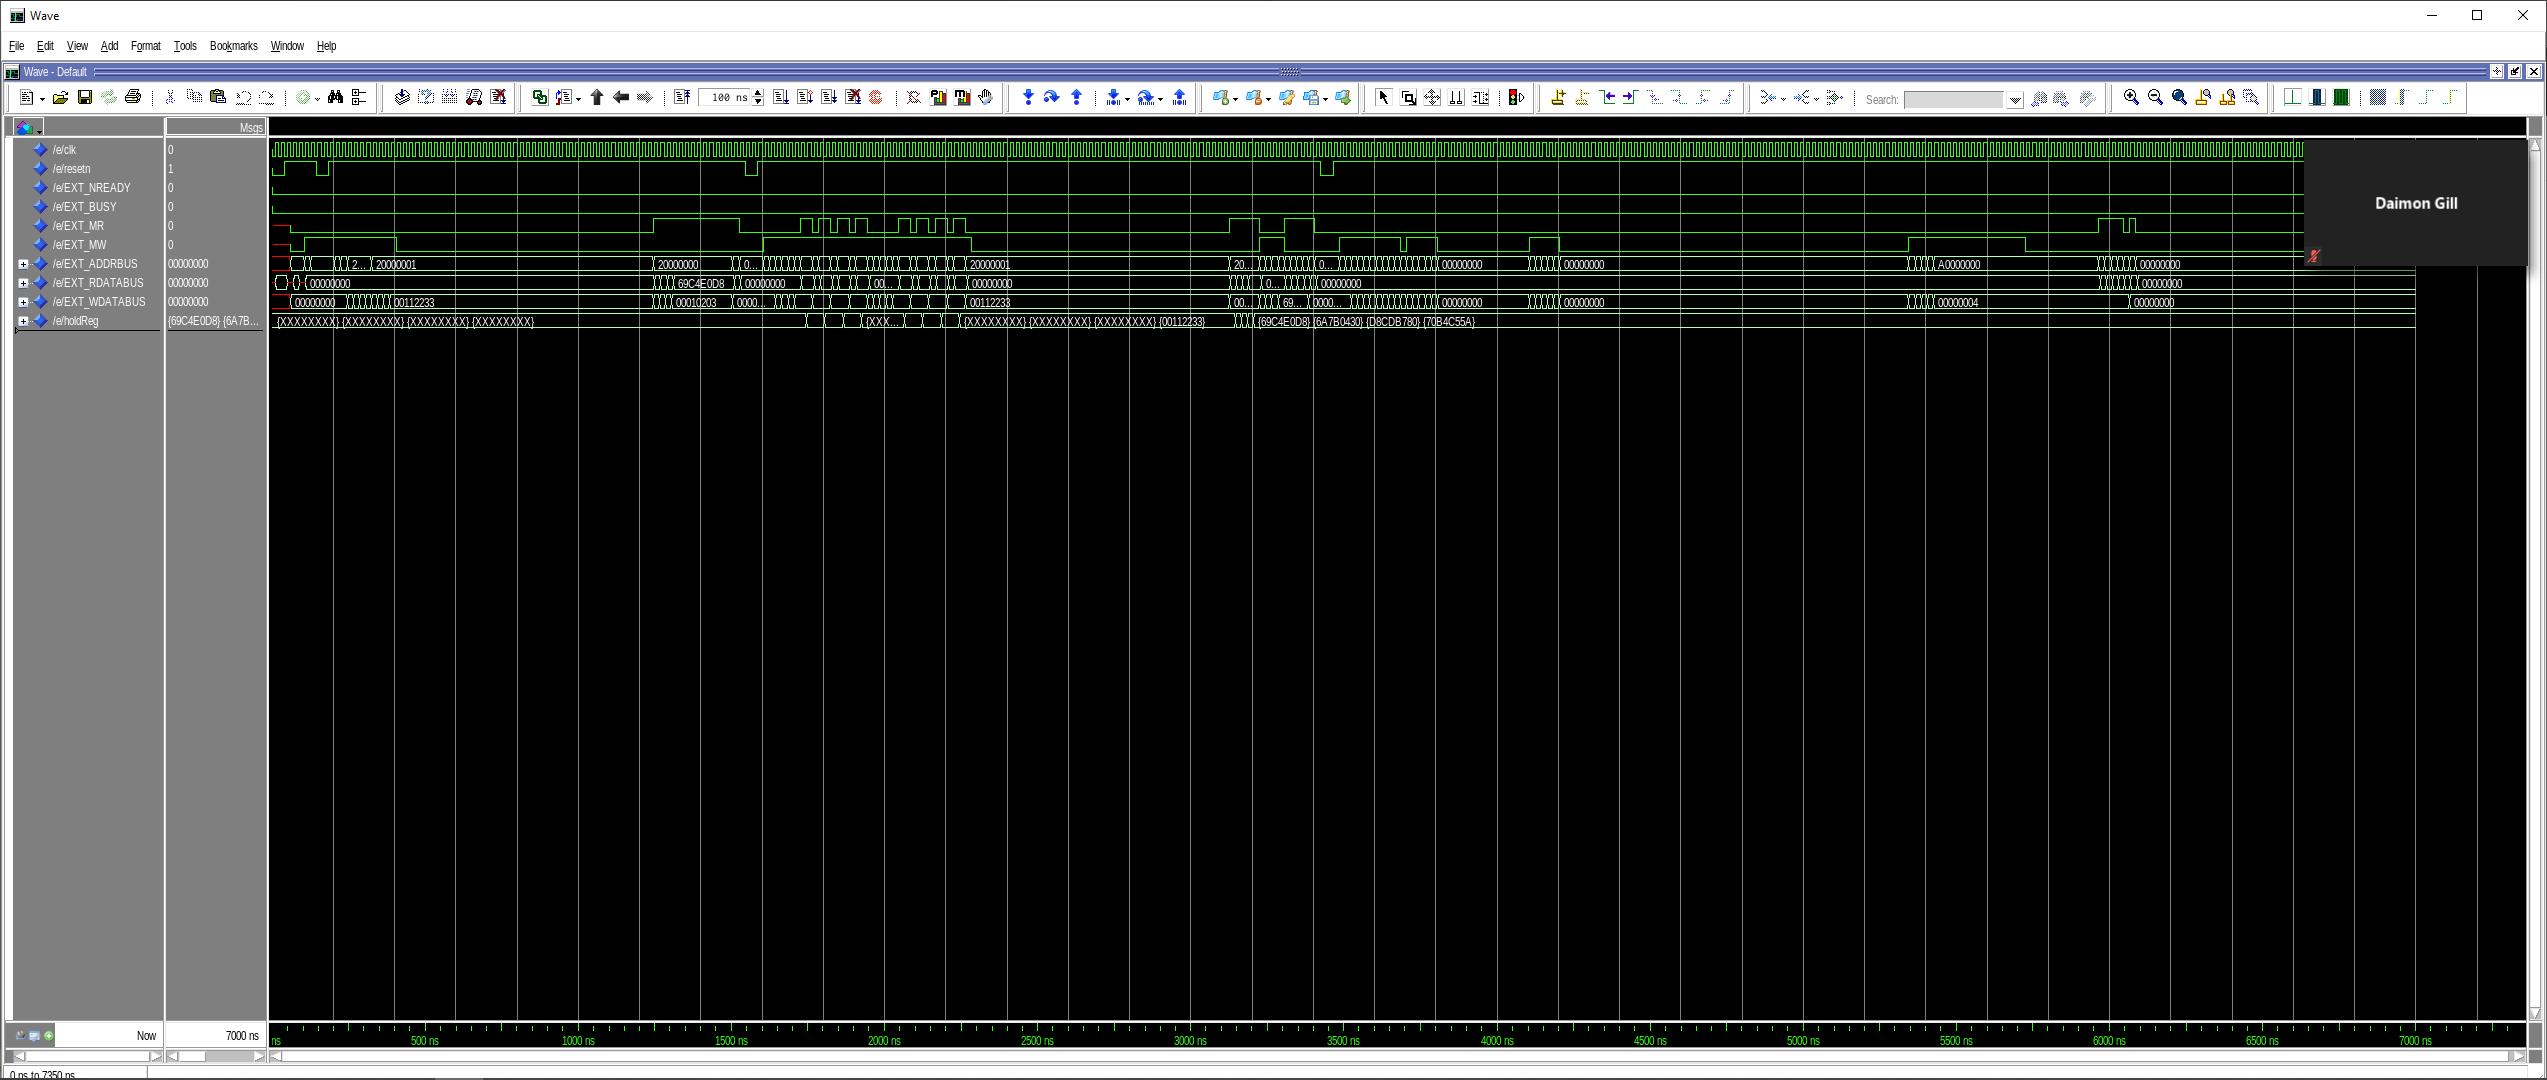 Wave
File Edit View Add Format Tools Bookmarks Window Help
Wave - Default
100 ns
Search:
Msgs
/e/clk 0
/e/resetn 1
/e/EXT_NREADY 0
/e/EXT_BUSY 0
/e/EXT_MR 0
/e/EXT_MW 0
/e/EXT_ADDRBUS 00000000 2... 20000001 20000000 0... 20000001 20... 0... 00000000 00000000 A0000000 00000000
/e/EXT_RDATABUS 00000000 00000000 69C4E0D8 00000000 00... 00000000 0... 00000000 00000000
/e/EXT_WDATABUS 00000000 00000000 00112233 00010203 0000... 00112233 00... 69... 0000... 00000000 00000000 00000004 00000000
/e/holdReg {69C4E0D8} {6A7B... {XXXXXXXX} {XXXXXXXX} {XXXXXXXX} {XXXXXXXX} {XXX... {XXXXXXXX} {XXXXXXXX} {XXXXXXXX} {00112233} {69C4E0D8} {6A7B0430} {D8CDB780} {70B4C55A}
Daimon Gill
Now 7000 ns
ns 500 ns 1000 ns 1500 ns 2000 ns 2500 ns 3000 ns 3500 ns 4000 ns 4500 ns 5000 ns 5500 ns 6000 ns 6500 ns 7000 ns
0 ns to 7350 ns